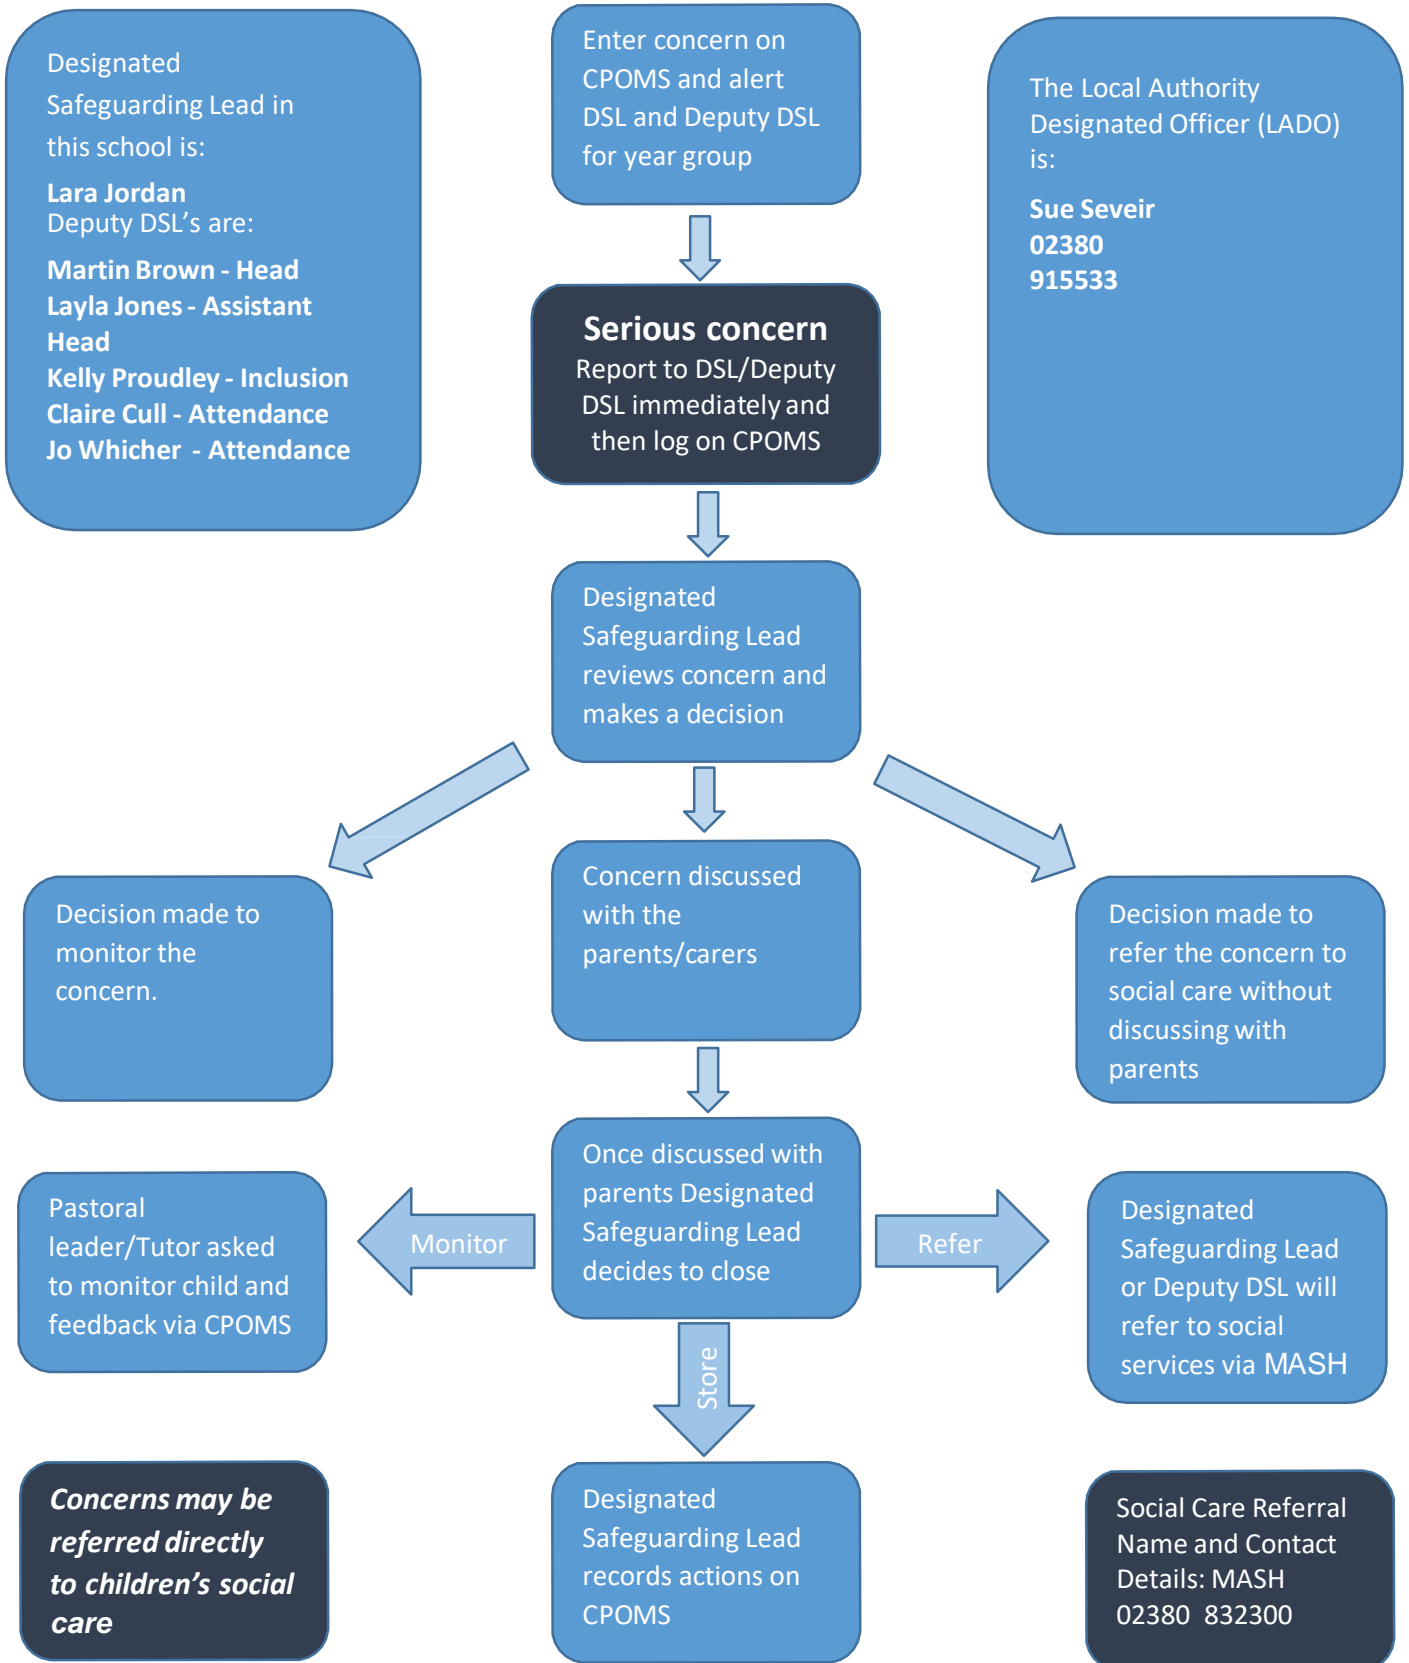 Designated
Safeguarding Lead in
this school is:
Lara Jordan
Deputy DSL's are:
Martin Brown - Head
Layla Jones - Assistant
Head
Kelly Proudley - Inclusion
Claire Cull - Attendance
Jo Whicher - Attendance
Enter concern on
CPOMS and alert
DSL and Deputy DSL
for year group
The Local Authority
Designated Officer (LADO)
is:
Sue Seveir
02380
915533
Serious concern
Report to DSL/Deputy
DSL immediately and
then log on CPOMS
Designated
Safeguarding Lead
reviews concern and
makes a decision
Decision made to
monitor the
concern.
Concern discussed
with the
parents/carers
Decision made to
refer the concern to
social care without
discussing with
parents
Pastoral
leader/Tutor asked
to monitor child and
feedback via CPOMS
Monitor
Once discussed with
parents Designated
Safeguarding Lead
decides to close
Refer
Designated
Safeguarding Lead
or Deputy DSL will
refer to social
services via MASH
Store
Concerns may be
referred directly
to children's social
care
Designated
Safeguarding Lead
records actions on
CPOMS
Social Care Referral
Name and Contact
Details: MASH
02380 832300